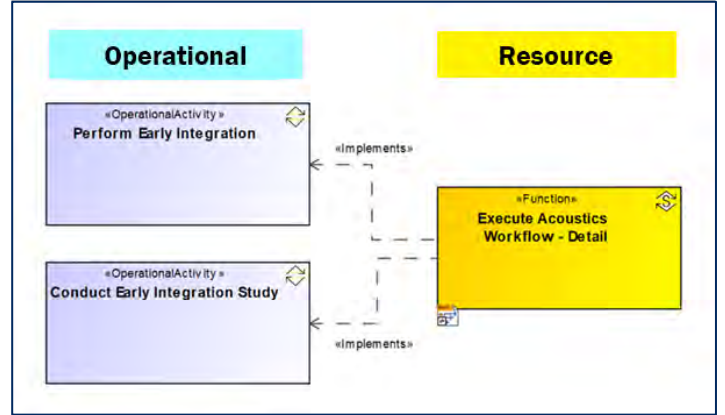 Operational
Resource
«OperationalActivity»
Perform Early Integration
«Implements»
«Function»
Execute Acoustics
Workflow - Detail
«OperationalActivity»
Conduct Early Integration Study
«Implements»